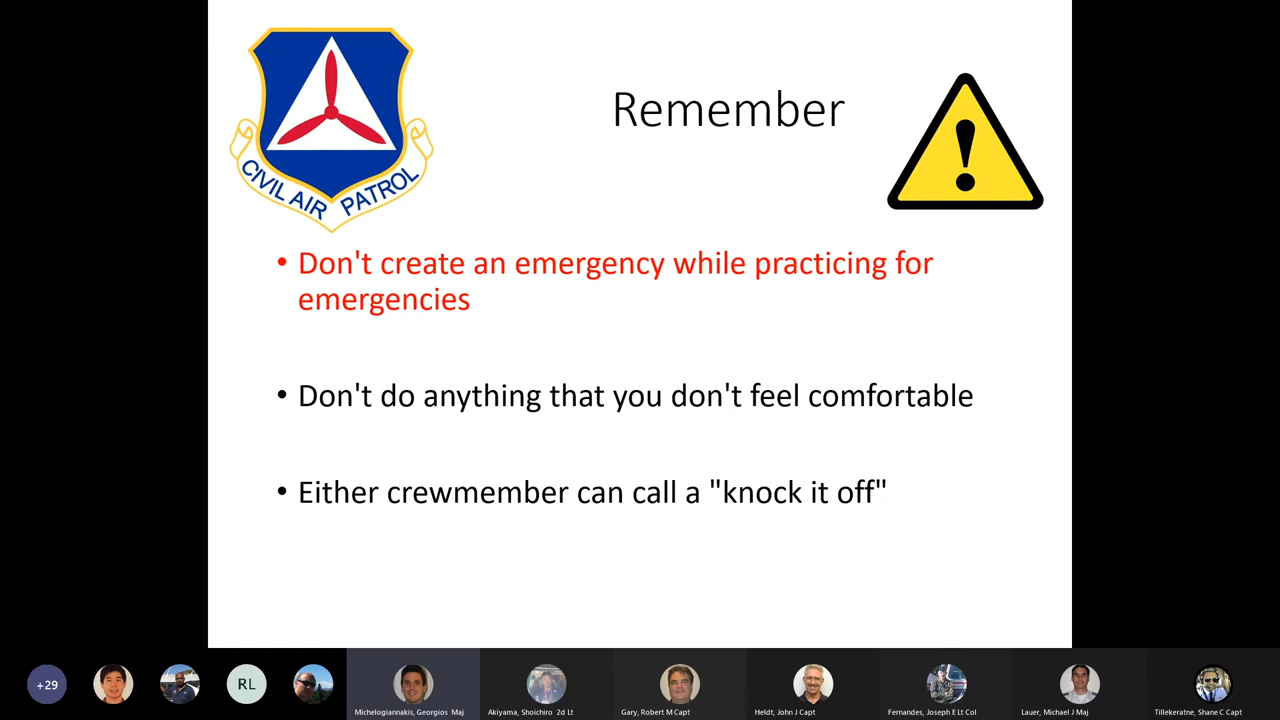 CIVIL AIR PATROL
Remember
• Don't create an emergency while practicing for
emergencies
• Don't do anything that you don't feel comfortable
• Either crewmember can call a "knock it off"
+29
RL
Michelogiannakis, Georgios Maj
Akiyama, Shoichiro 2d Lt
Gary, Robert M Capt
Heldt, John J Capt
Fernandes, Joseph E Lt Col
Lauer, Michael J Maj
Tillekeratne, Shane C Capt